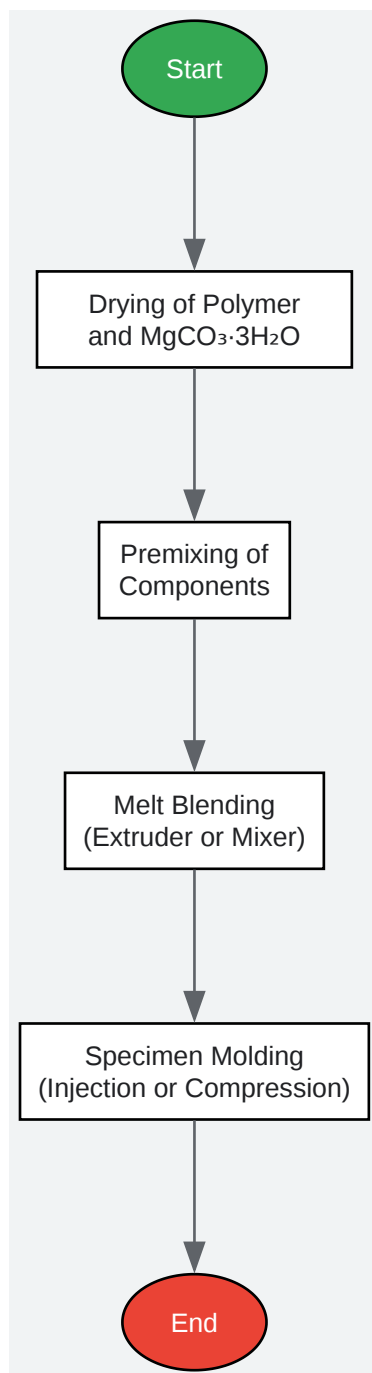 Start
Drying of Polymer
and MgCO₃·3H₂O
Premixing of
Components
Melt Blending
(Extruder or Mixer)
Specimen Molding
(Injection or Compression)
End